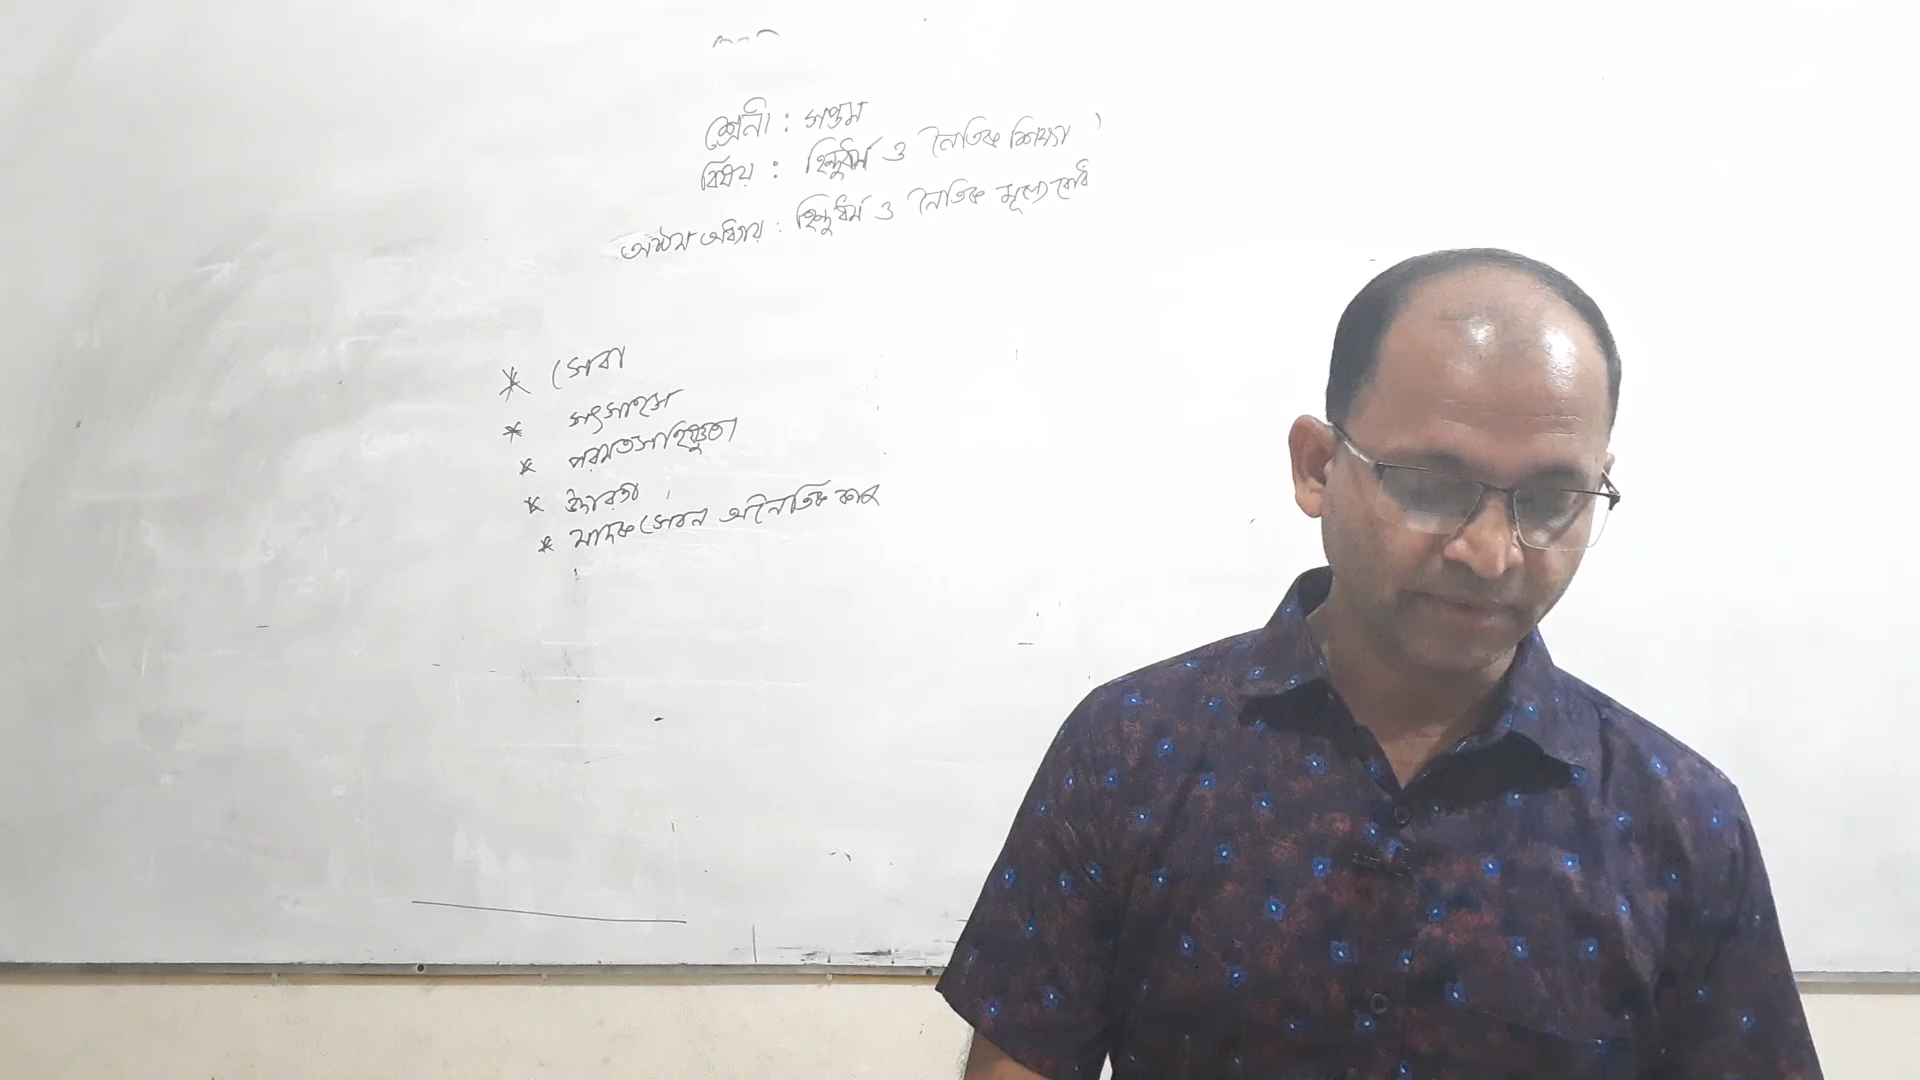 শ্রেনী : সপ্তম
বিষয় : হিন্দুধর্ম ও নৈতিক শিক্ষা
অষ্টম অধ্যায় : হিন্দুধর্ম ও নৈতিক মূল্যবোধ
* সেবা
* সৎসাহস
* পরমতসহিষ্ণুতা
* উদারতা
* মাদকসেবন অনৈতিক কাজ